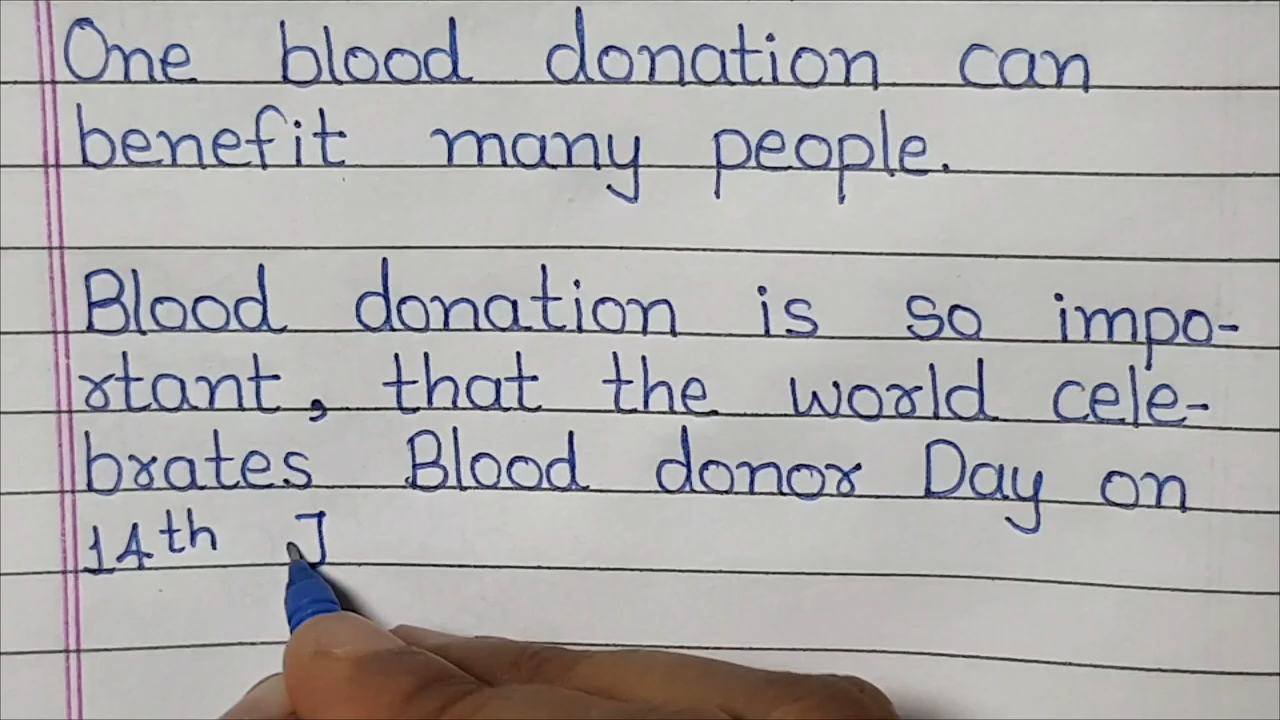 One blood donation can
benefit many people.
Blood donation is so impo-
rtant, that the world cele-
brates Blood donor Day on
14th J